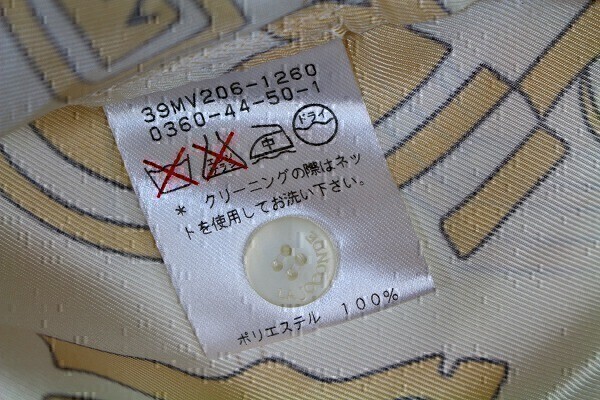 39MV206-1260
0360-44-50-1
中 ドライ
* クリーニングの際はネッ
トを使用してお洗い下さい。
ポリエステル 100%